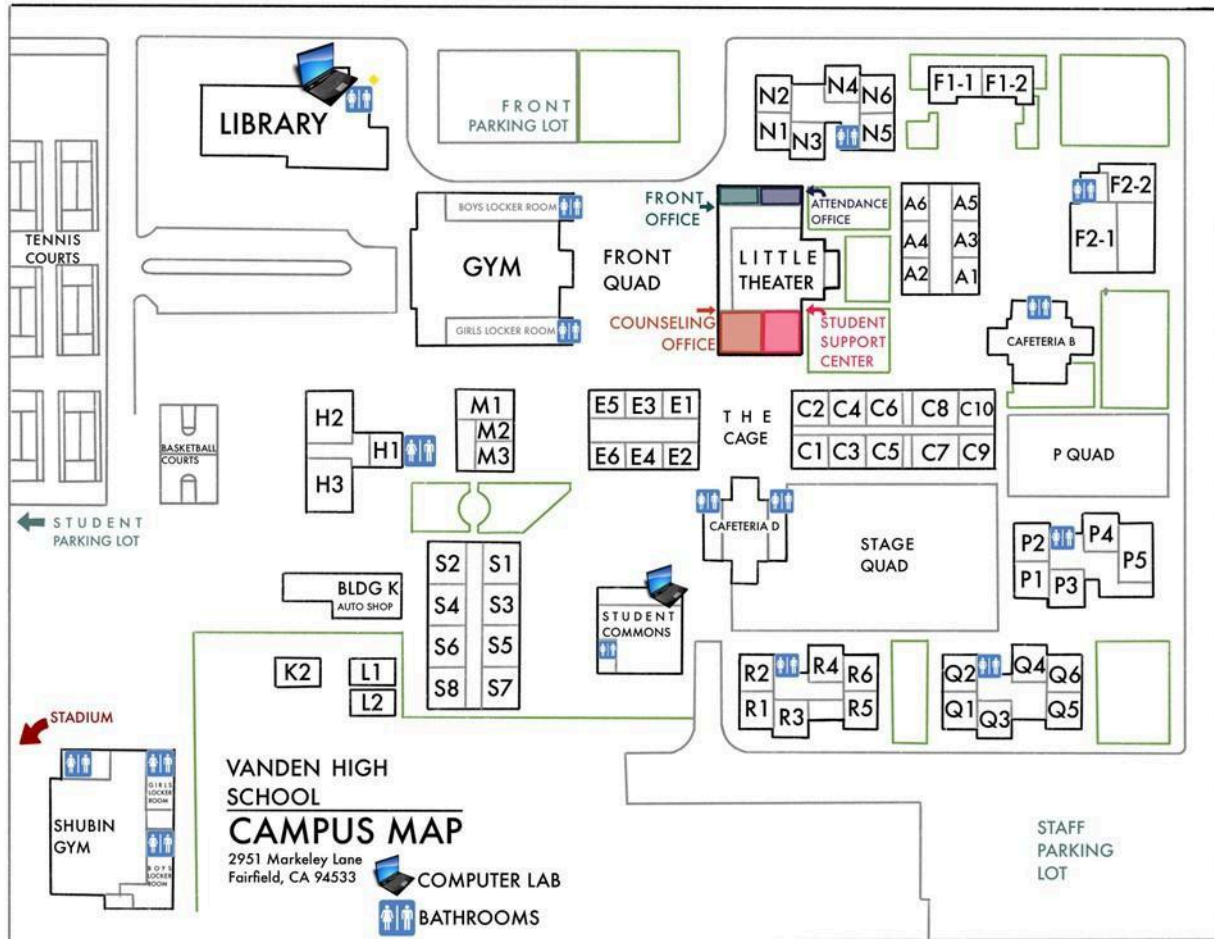 LIBRARY
FRONT
PARKING LOT
N2
N4
N6
N1
N3
N5
F1-1
F1-2
F2-2
F2-1
TENNIS
COURTS
BOYS LOCKER ROOM
GYM
GIRLS LOCKER ROOM
FRONT
QUAD
FRONT
OFFICE
ATTENDANCE
OFFICE
LITTLE
THEATER
COUNSELING
OFFICE
STUDENT
SUPPORT
CENTER
A6
A5
A4
A3
A2
A1
CAFETERIA B
BASKETBALL
COURTS
H2
H1
H3
M1
M2
M3
E5
E3
E1
E6
E4
E2
THE
CAGE
C2
C4
C6
C8
C10
C1
C3
C5
C7
C9
P QUAD
STUDENT
PARKING LOT
CAFETERIA D
STAGE
QUAD
P2
P4
P5
P1
P3
BLDG K
AUTO SHOP
S2
S1
S4
S3
S6
S5
S8
S7
STUDENT
COMMONS
K2
L1
L2
R2
R4
R6
R1
R3
R5
Q2
Q4
Q6
Q1
Q3
Q5
STADIUM
GIRLS
LOCKER
ROOM
SHUBIN
GYM
BOYS
LOCKER
ROOM
VANDEN HIGH
SCHOOL
CAMPUS MAP
2951 Markeley Lane
Fairfield, CA 94533
COMPUTER LAB
BATHROOMS
STAFF
PARKING
LOT